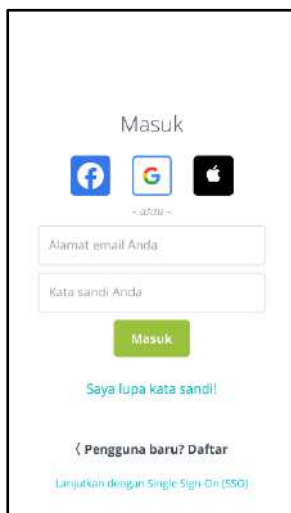 Masuk
- atau -
Alamat email Anda
Kata sandi Anda
Masuk
Saya lupa kata sandi!
〈 Pengguna baru? Daftar
Lanjutkan dengan Single Sign-On (SSO)